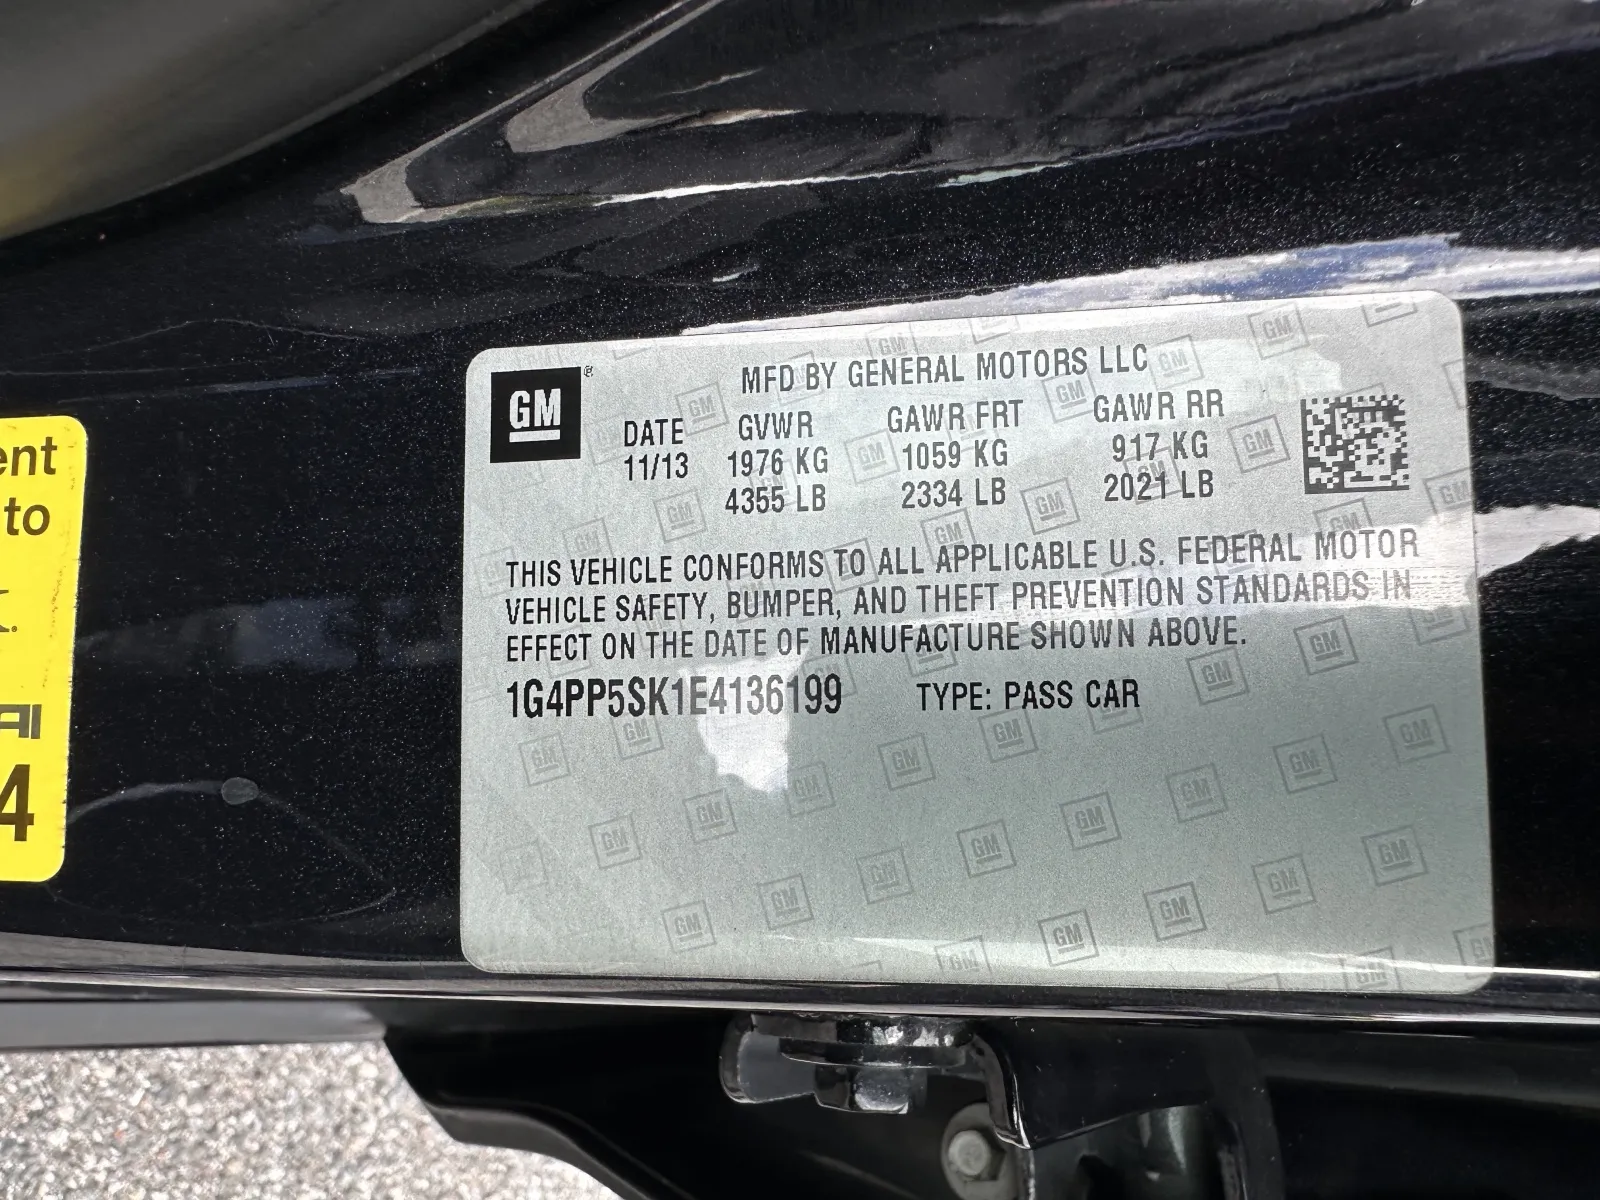 ent
to
AI
4
GM
MFD BY GENERAL MOTORS LLC
DATE GVWR GAWR FRT GAWR RR
11/13 1976 KG 1059 KG 917 KG
4355 LB 2334 LB 2021 LB
THIS VEHICLE CONFORMS TO ALL APPLICABLE U.S. FEDERAL MOTOR
VEHICLE SAFETY, BUMPER, AND THEFT PREVENTION STANDARDS IN
EFFECT ON THE DATE OF MANUFACTURE SHOWN ABOVE.
1G4PP5SK1E4136199 TYPE: PASS CAR